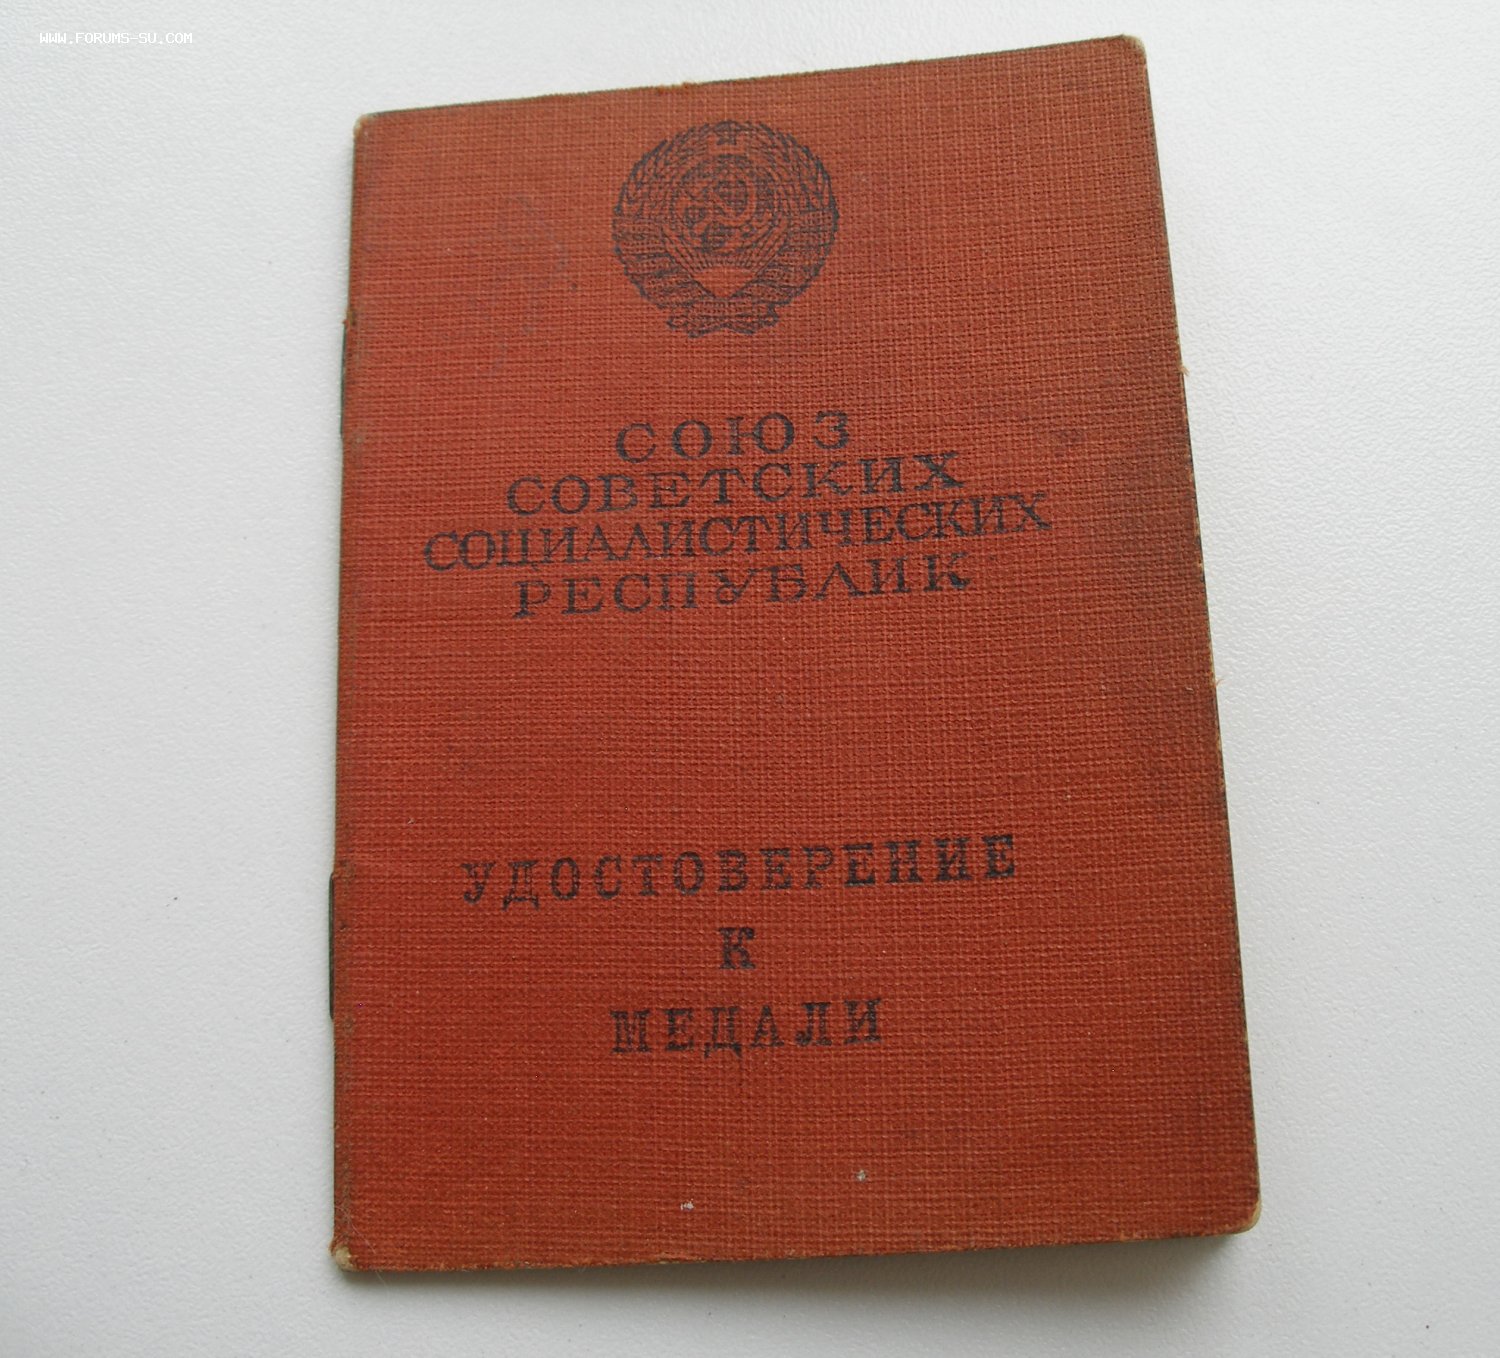 WWW.FORUMS-SU.COM
СОЮЗ
СОВЕТСКИХ
СОЦИАЛИСТИЧЕСКИХ
РЕСПУБЛИК
УДОСТОВЕРЕНИЕ
К
МЕДАЛИ